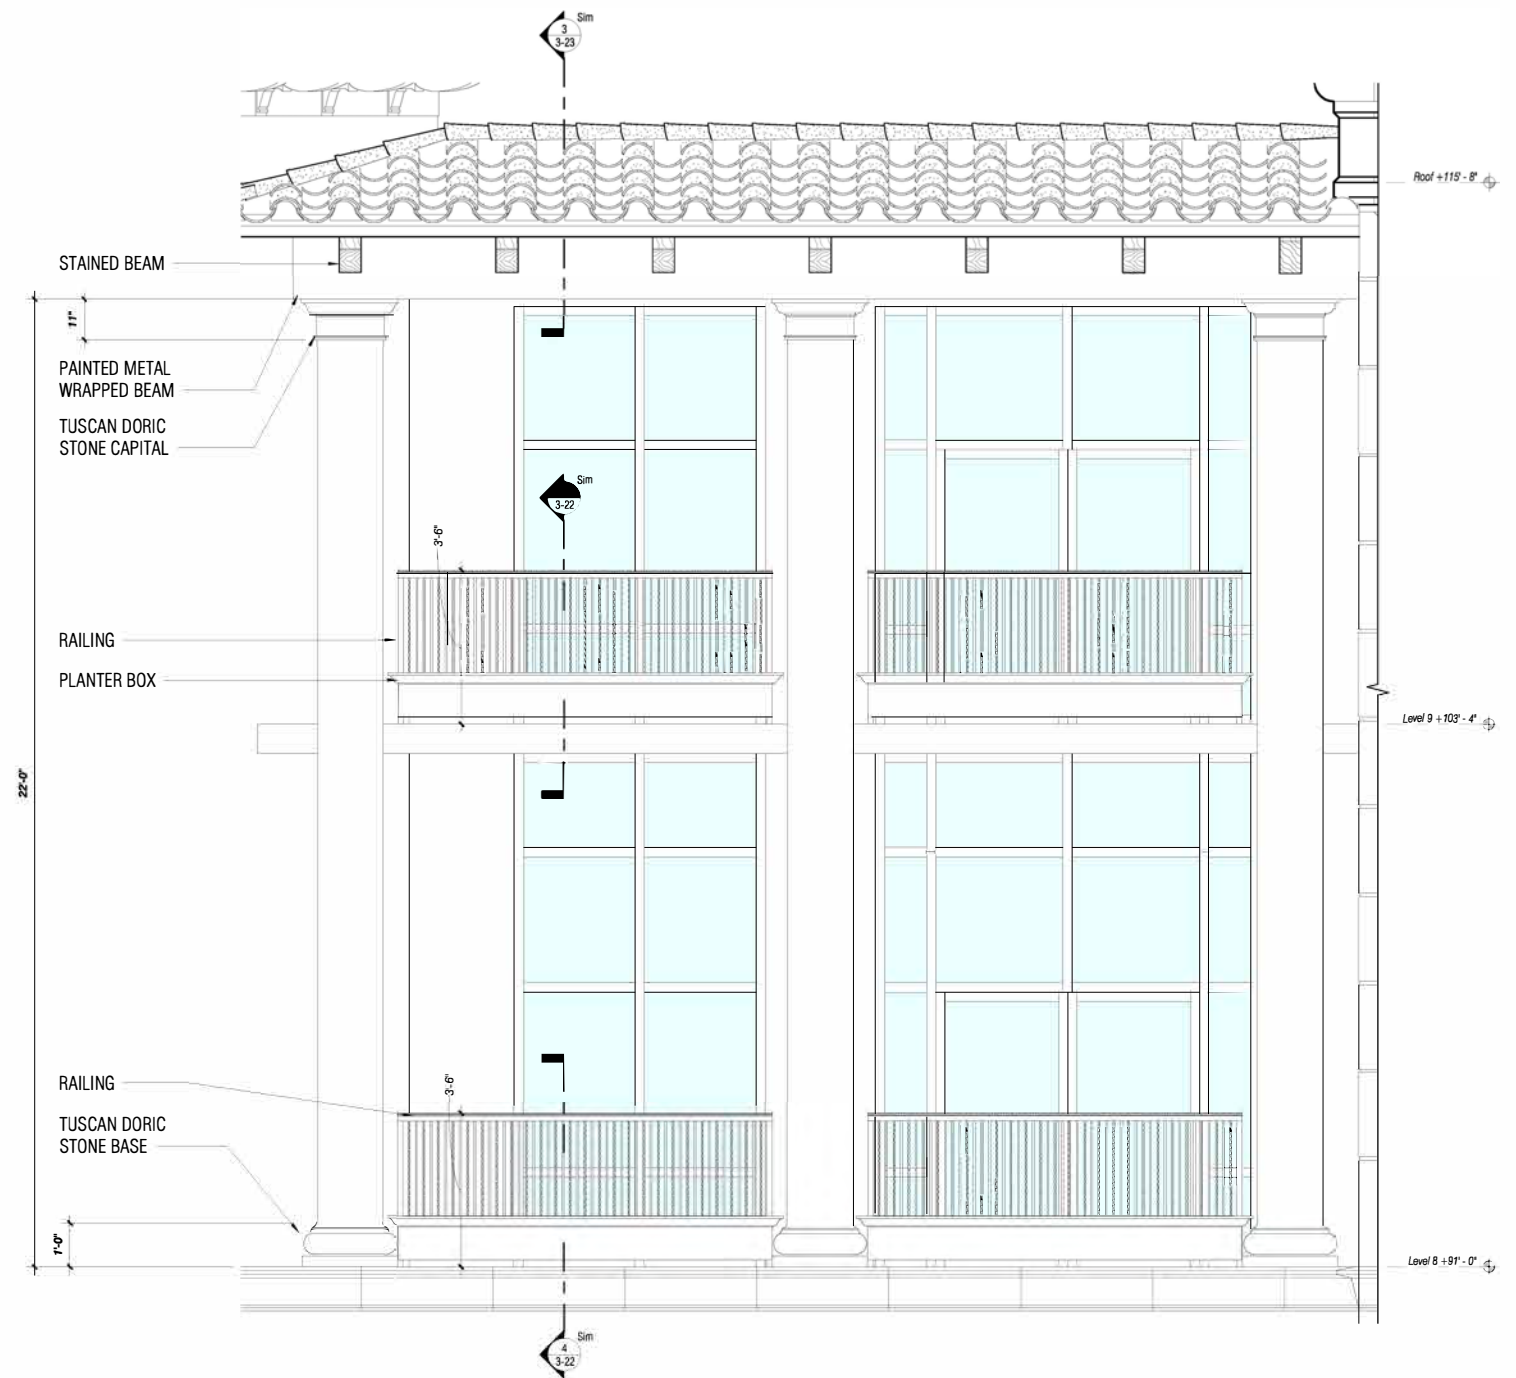 Sim
3
3-23
Roof +115' - 8"
STAINED BEAM
11"
PAINTED METAL
WRAPPED BEAM
TUSCAN DORIC
STONE CAPITAL
Sim
3-22
3'-6"
RAILING
PLANTER BOX
Level 9 +103' - 4"
22'-0"
RAILING
3'-6"
TUSCAN DORIC
STONE BASE
1'-0"
Level 8 +91' - 0"
Sim
4
3-22